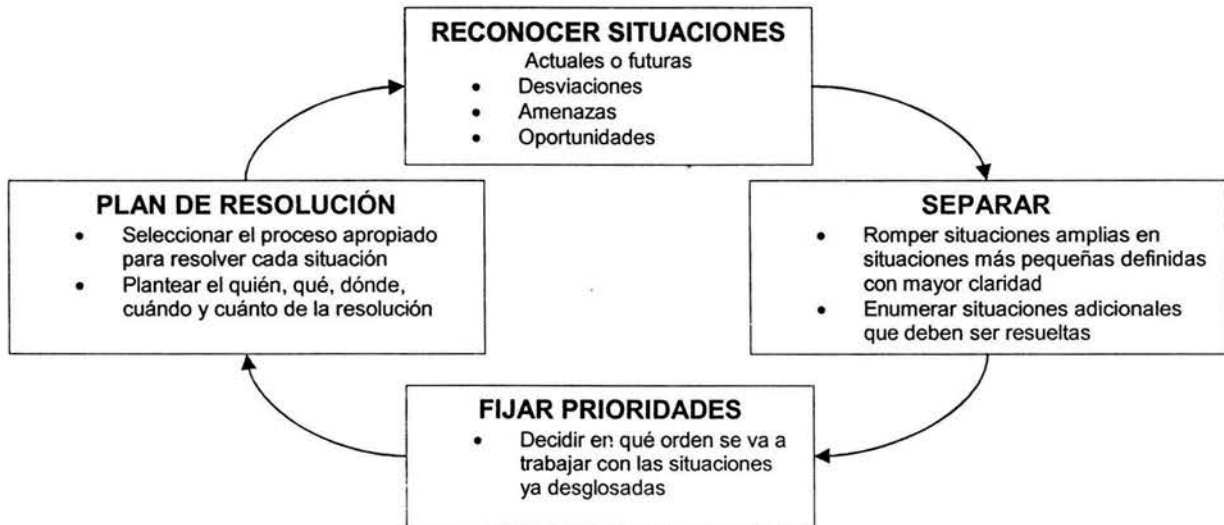 RECONOCER SITUACIONES
Actuales o futuras
• Desviaciones
• Amenazas
• Oportunidades
PLAN DE RESOLUCIÓN
• Seleccionar el proceso apropiado
para resolver cada situación
• Plantear el quién, qué, dónde,
cuándo y cuánto de la resolución
SEPARAR
• Romper situaciones amplias en
situaciones más pequeñas definidas
con mayor claridad
• Enumerar situaciones adicionales
que deben ser resueltas
FIJAR PRIORIDADES
• Decidir en qué orden se va a
trabajar con las situaciones
ya desglosadas